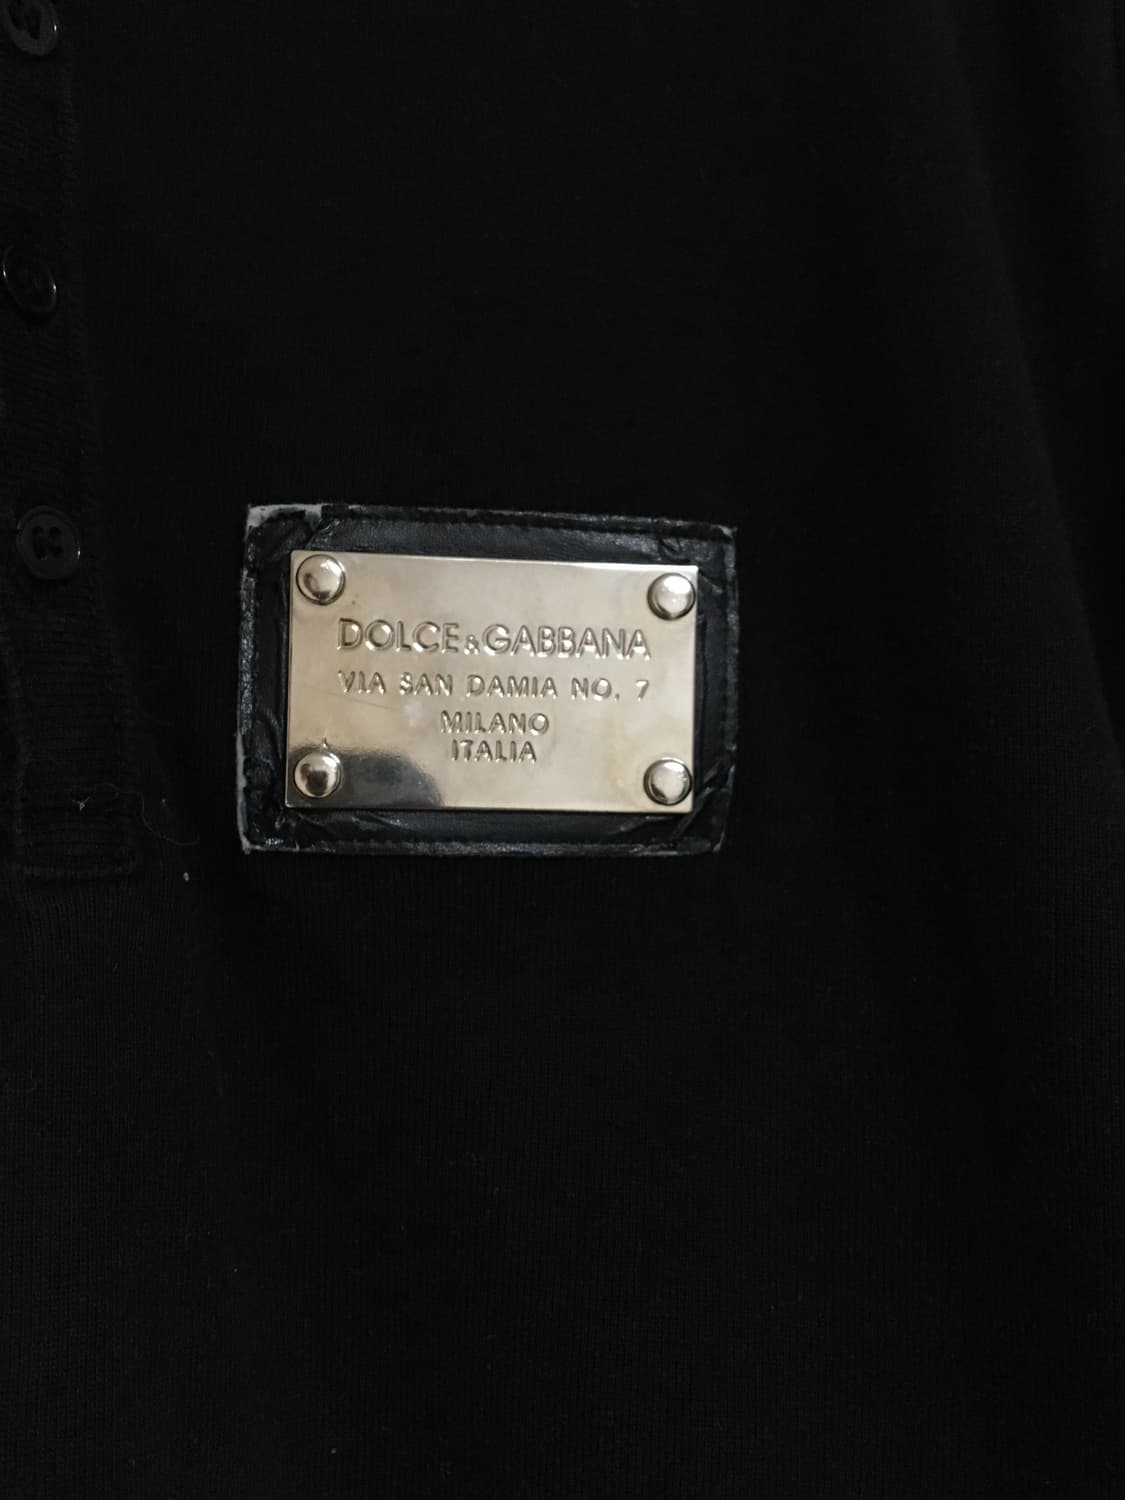 DOLCE&GABBANA
VIA SAN DAMIA NO. 7
MILANO
ITALIA